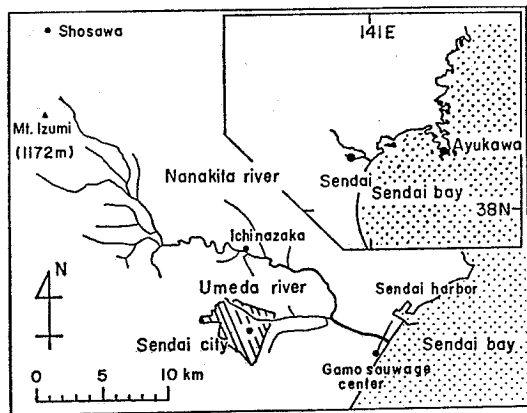 Shosawa
141E
Mt. Izumi
(1172m)
Ayukawa
Sendai
Sendai bay
Nanakita river
38N
Ichinazaka
N
Umeda river
Sendai harbor
Sendai city
Sendai bay
Gamo sauwage
center
0 5 10 km